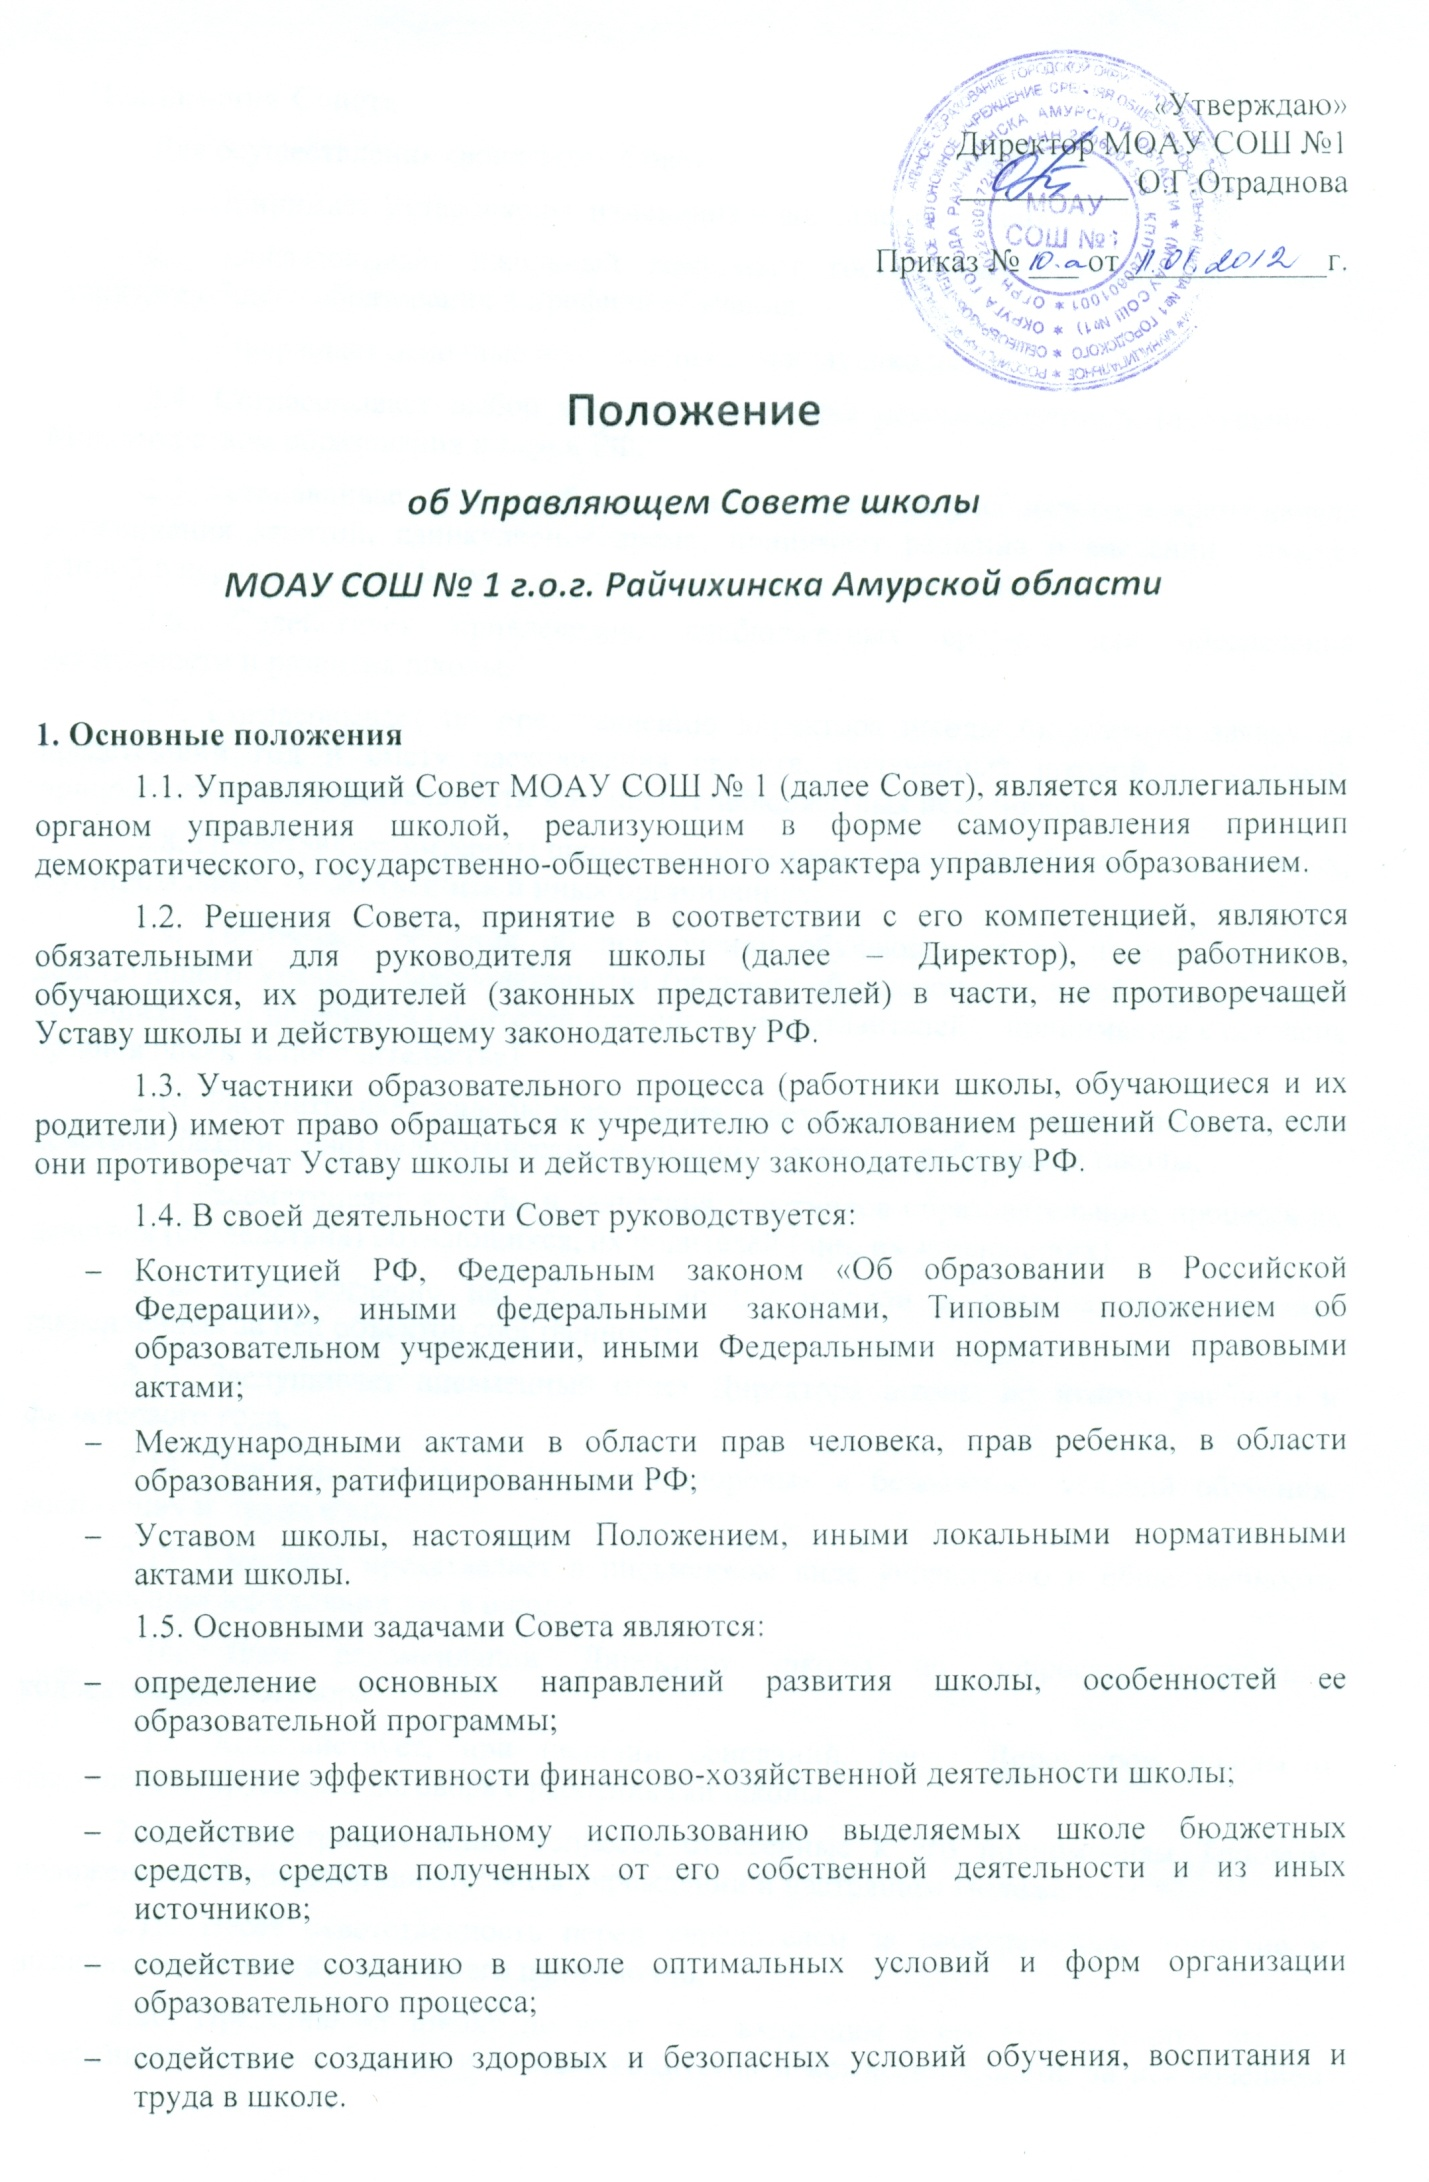 «Утверждаю»
Директор МОАУ СОШ №1
О.Г.Отраднова
МОАУ
СОШ №1
Приказ № 10.а от 11.01.2012 г.
Положение
об Управляющем Совете школы
МОАУ СОШ № 1 г.о.г. Райчихинска Амурской области
1. Основные положения
1.1. Управляющий Совет МОАУ СОШ № 1 (далее Совет), является коллегиальным
органом управления школой, реализующим в форме самоуправления принцип
демократического, государственно-общественного характера управления образованием.
1.2. Решения Совета, принятие в соответствии с его компетенцией, являются
обязательными для руководителя школы (далее – Директор), ее работников,
обучающихся, их родителей (законных представителей) в части, не противоречащей
Уставу школы и действующему законодательству РФ.
1.3. Участники образовательного процесса (работники школы, обучающиеся и их
родители) имеют право обращаться к учредителю с обжалованием решений Совета, если
они противоречат Уставу школы и действующему законодательству РФ.
1.4. В своей деятельности Совет руководствуется:
– Конституцией РФ, Федеральным законом «Об образовании в Российской
Федерации», иными федеральными законами, Типовым положением об
образовательном учреждении, иными Федеральными нормативными правовыми
актами;
– Международными актами в области прав человека, прав ребенка, в области
образования, ратифицированными РФ;
– Уставом школы, настоящим Положением, иными локальными нормативными
актами школы.
1.5. Основными задачами Совета являются:
– определение основных направлений развития школы, особенностей ее
образовательной программы;
– повышение эффективности финансово-хозяйственной деятельности школы;
– содействие рациональному использованию выделяемых школе бюджетных
средств, средств полученных от его собственной деятельности и из иных
источников;
– содействие созданию в школе оптимальных условий и форм организации
образовательного процесса;
– содействие созданию здоровых и безопасных условий обучения, воспитания и
труда в школе.